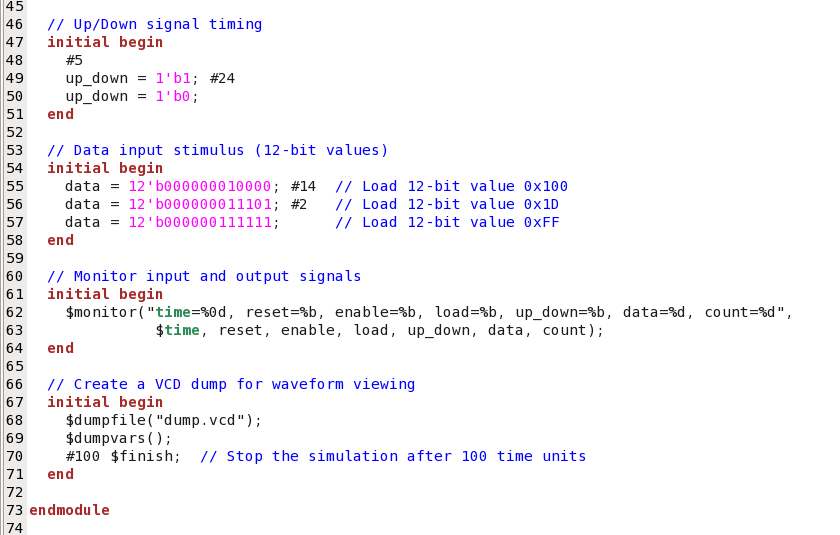 45
46   // Up/Down signal timing
47   initial begin
48     #5
49     up_down = 1'b1; #24
50     up_down = 1'b0;
51   end
52
53   // Data input stimulus (12-bit values)
54   initial begin
55     data = 12'b000000010000; #14  // Load 12-bit value 0x100
56     data = 12'b000000011101; #2   // Load 12-bit value 0x1D
57     data = 12'b000000111111;      // Load 12-bit value 0xFF
58   end
59
60   // Monitor input and output signals
61   initial begin
62     $monitor("time=%0d, reset=%b, enable=%b, load=%b, up_down=%b, data=%d, count=%d",
63               $time, reset, enable, load, up_down, data, count);
64   end
65
66   // Create a VCD dump for waveform viewing
67   initial begin
68     $dumpfile("dump.vcd");
69     $dumpvars();
70     #100 $finish;  // Stop the simulation after 100 time units
71   end
72
73 endmodule
74